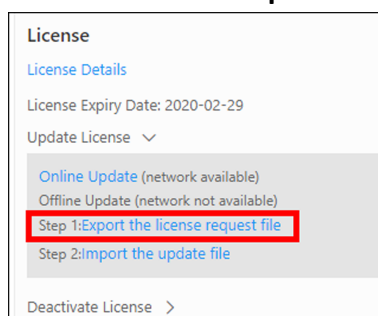 License
License Details
License Expiry Date: 2020-02-29
Update License
Online Update (network available)
Offline Update (network not available)
Step 1:Export the license request file
Step 2:Import the update file
Deactivate License